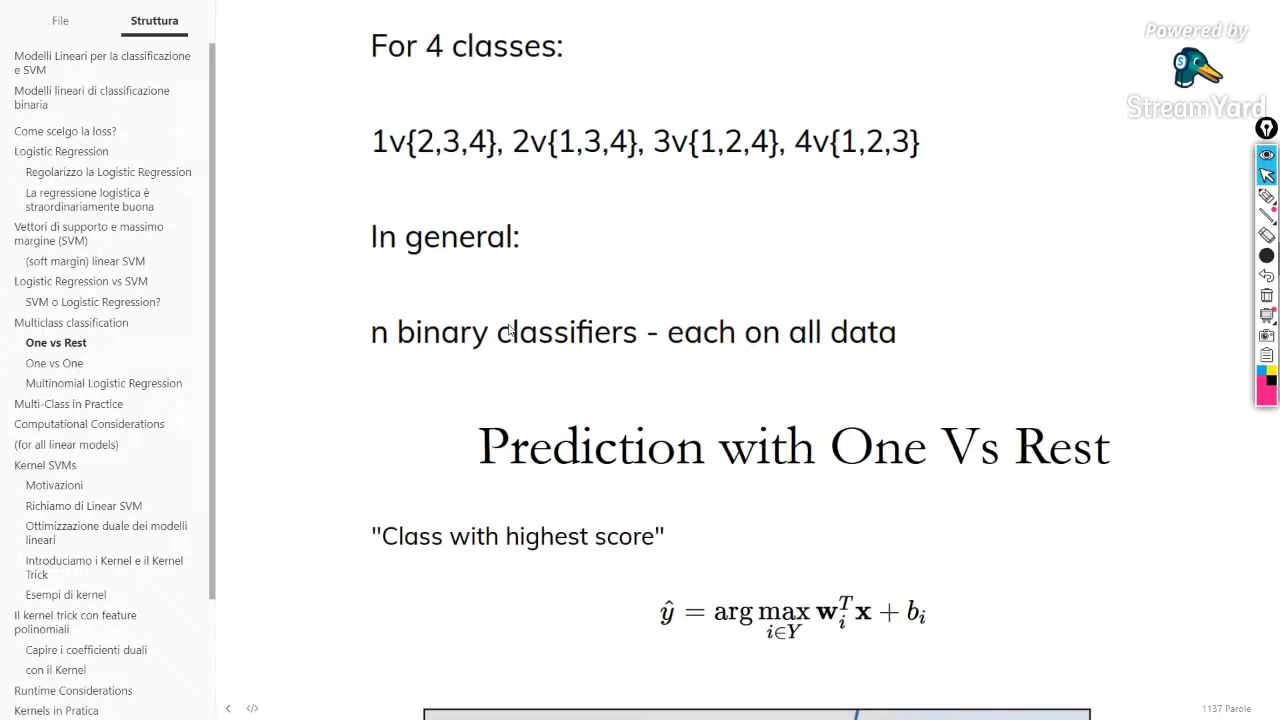 File
Struttura
Modelli Lineari per la classificazione
e SVM
Modelli lineari di classificazione
binaria
Come scelgo la loss?
Logistic Regression
Regolarizzo la Logistic Regression
La regressione logistica è
straordinariamente buona
Vettori di supporto e massimo
margine (SVM)
(soft margin) linear SVM
Logistic Regression vs SVM
SVM o Logistic Regression?
Multiclass classification
One vs Rest
One vs One
Multinomial Logistic Regression
Multi-Class in Practice
Computational Considerations
(for all linear models)
Kernel SVMs
Motivazioni
Richiamo di Linear SVM
Ottimizzazione duale dei modelli
lineari
Introduciamo i Kernel e il Kernel
Trick
Esempi di kernel
Il kernel trick con feature
polinomiali
Capire i coefficienti duali
con il Kernel
Runtime Considerations
Kernels in Pratica
For 4 classes:
1v{2,3,4}, 2v{1,3,4}, 3v{1,2,4}, 4v{1,2,3}
In general:
n binary classifiers - each on all data
Prediction with One Vs Rest
"Class with highest score"
ŷ = arg max w_i^T x + b_i
i∈Y
Powered by
S
StreamYard
1137 Parole